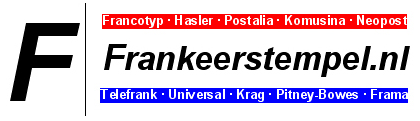 F
Francotyp · Hasler · Postalia · Komusina · Neopost
Frankeerstempel.nl
Telefrank · Universal · Krag · Pitney-Bowes · Frama